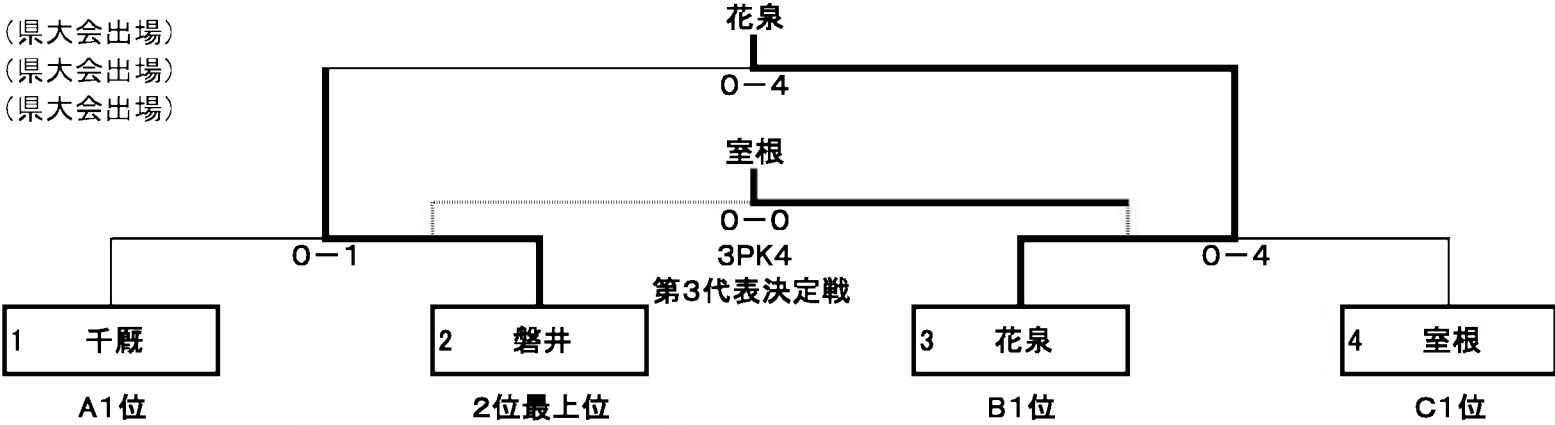 (県大会出場)
(県大会出場)
(県大会出場)
花泉
0-4
室根
0-0
3PK4
第3代表決定戦
0-1
0-4
1 千厩
2 磐井
3 花泉
4 室根
A1位
2位最上位
B1位
C1位